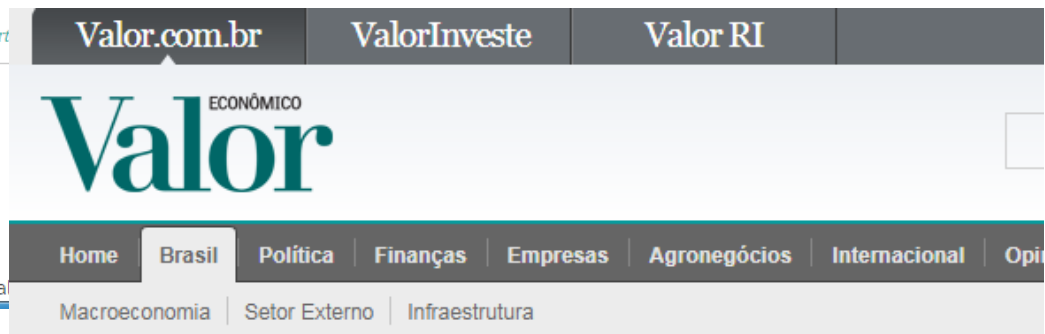 Valor.com.br ValorInveste Valor RI
ECONÔMICO
Valor
Home Brasil Política Finanças Empresas Agronegócios Internacional
Macroeconomia Setor Externo Infraestrutura